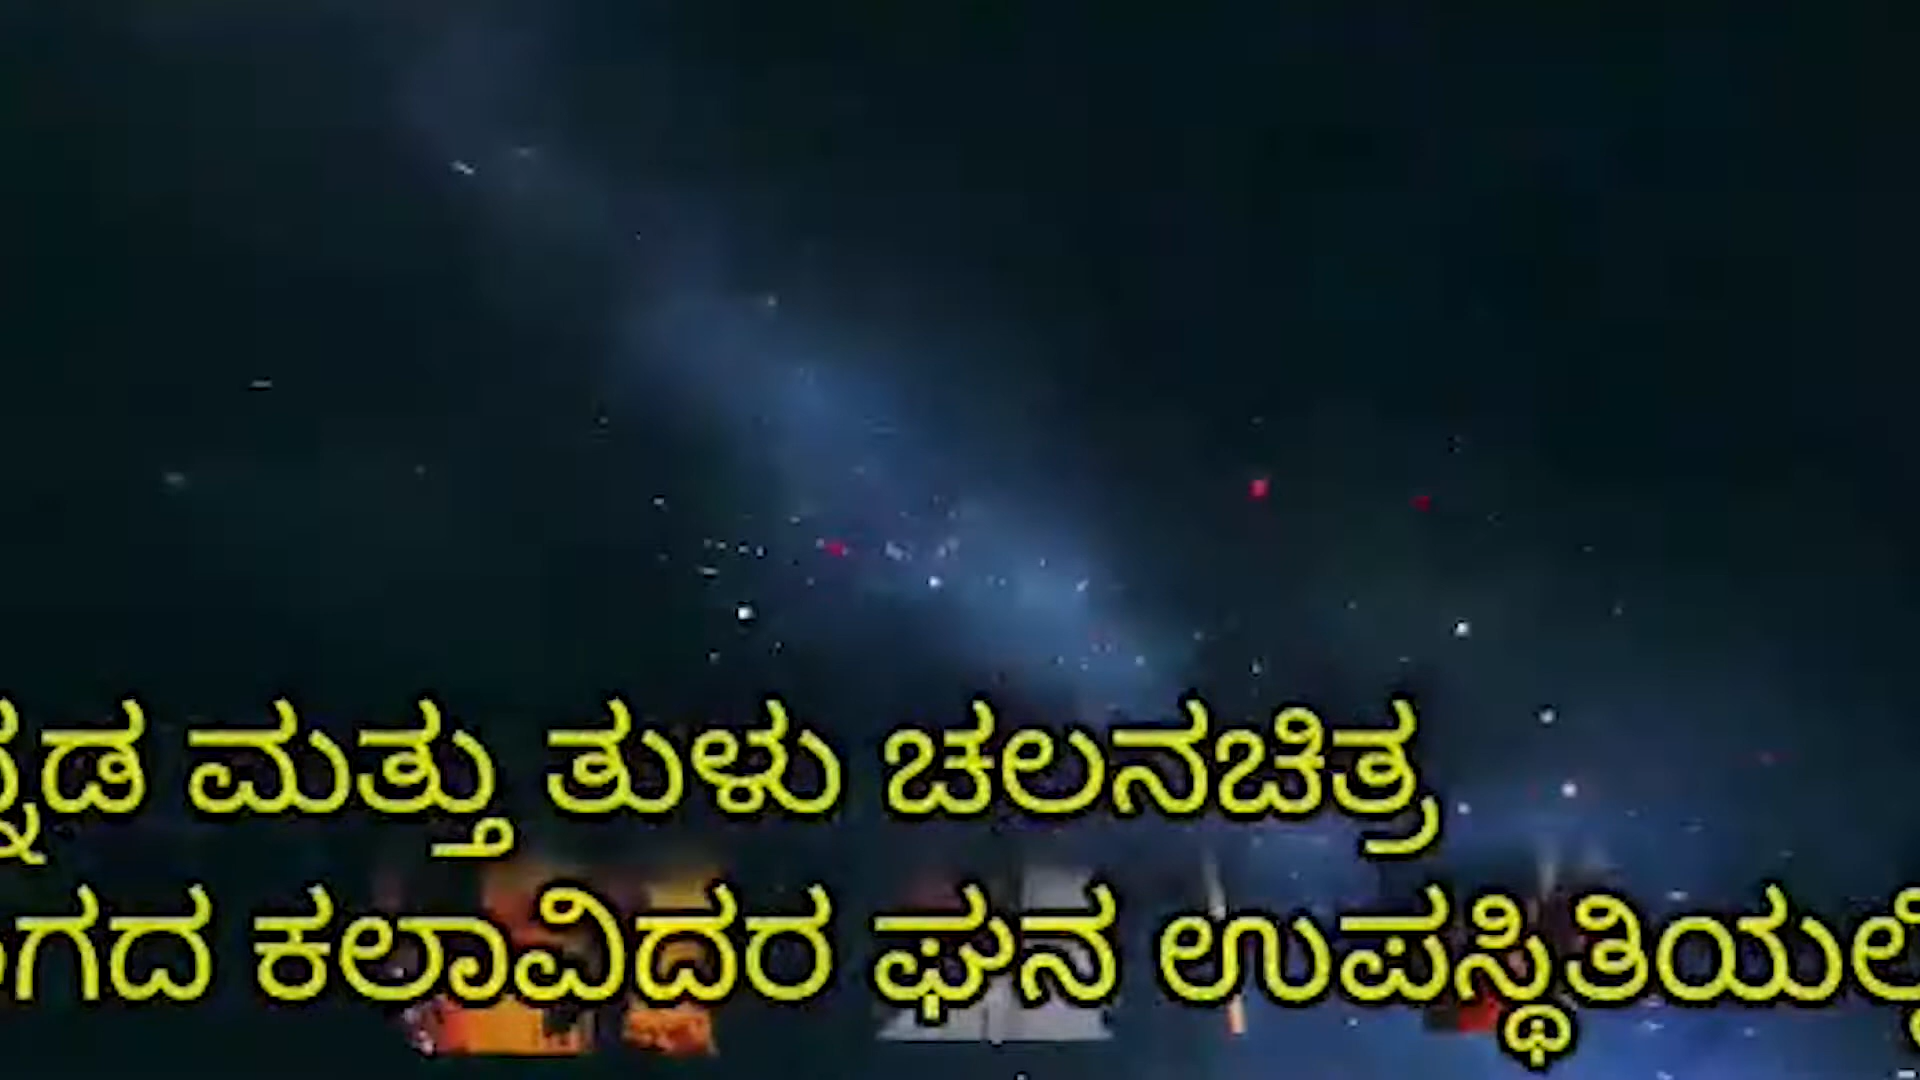 ಮತ್ತು ತುಳು ಚಲನಚಿತ್ರ
ಕಲಾವಿದರ ಘನ ಉಪಸ್ಥಿತಿಯಲ್ಲಿ